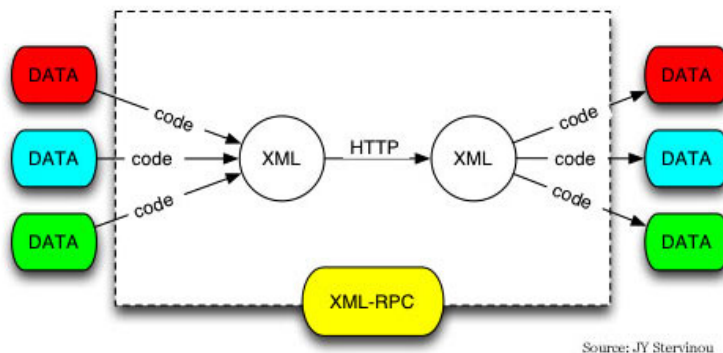 DATA
code
DATA
code
DATA
code
XML
HTTP
XML
code
DATA
code
DATA
code
DATA
XML-RPC
Source: JY Stervinou